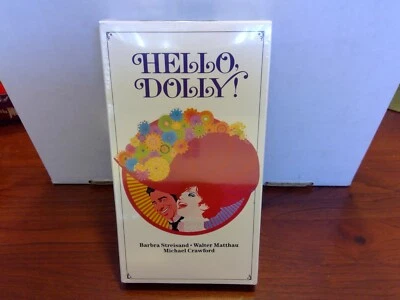 HELLO,
DOLLY!
Barbra Streisand • Walter Matthau
Michael Crawford